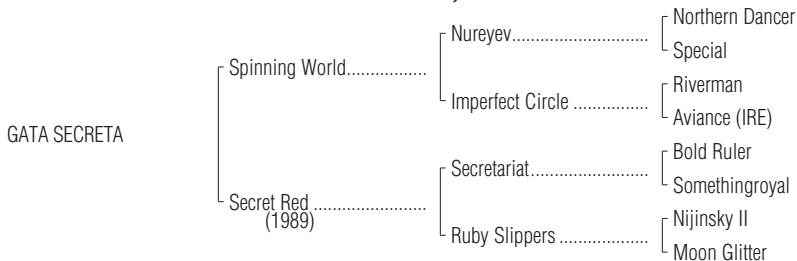 Northern Dancer
Nureyev
Special
Spinning World
Riverman
Imperfect Circle
Aviance (IRE)
GATA SECRETA
Bold Ruler
Secretariat
Somethingroyal
Secret Red
(1989)
Nijinsky II
Ruby Slippers
Moon Glitter